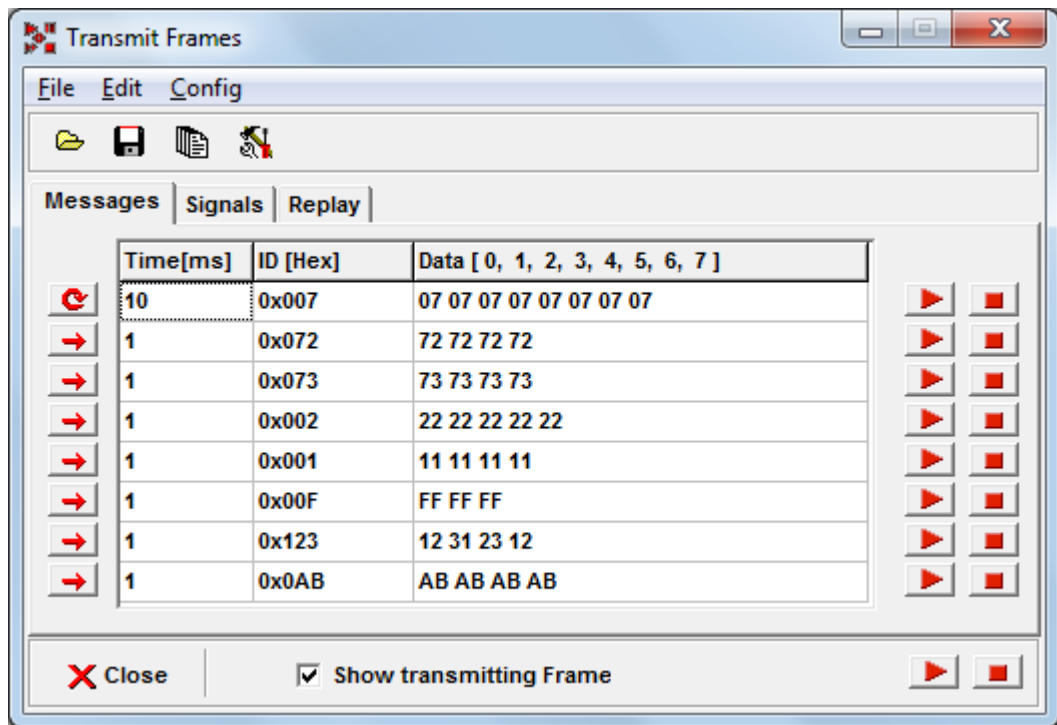 Transmit Frames
File Edit Config
Messages Signals Replay
Time[ms] ID [Hex] Data [ 0, 1, 2, 3, 4, 5, 6, 7 ]
10 0x007 07 07 07 07 07 07 07 07
1 0x072 72 72 72 72
1 0x073 73 73 73 73
1 0x002 22 22 22 22 22
1 0x001 11 11 11 11
1 0x00F FF FF FF
1 0x123 12 31 23 12
1 0x0AB AB AB AB AB
Close Show transmitting Frame